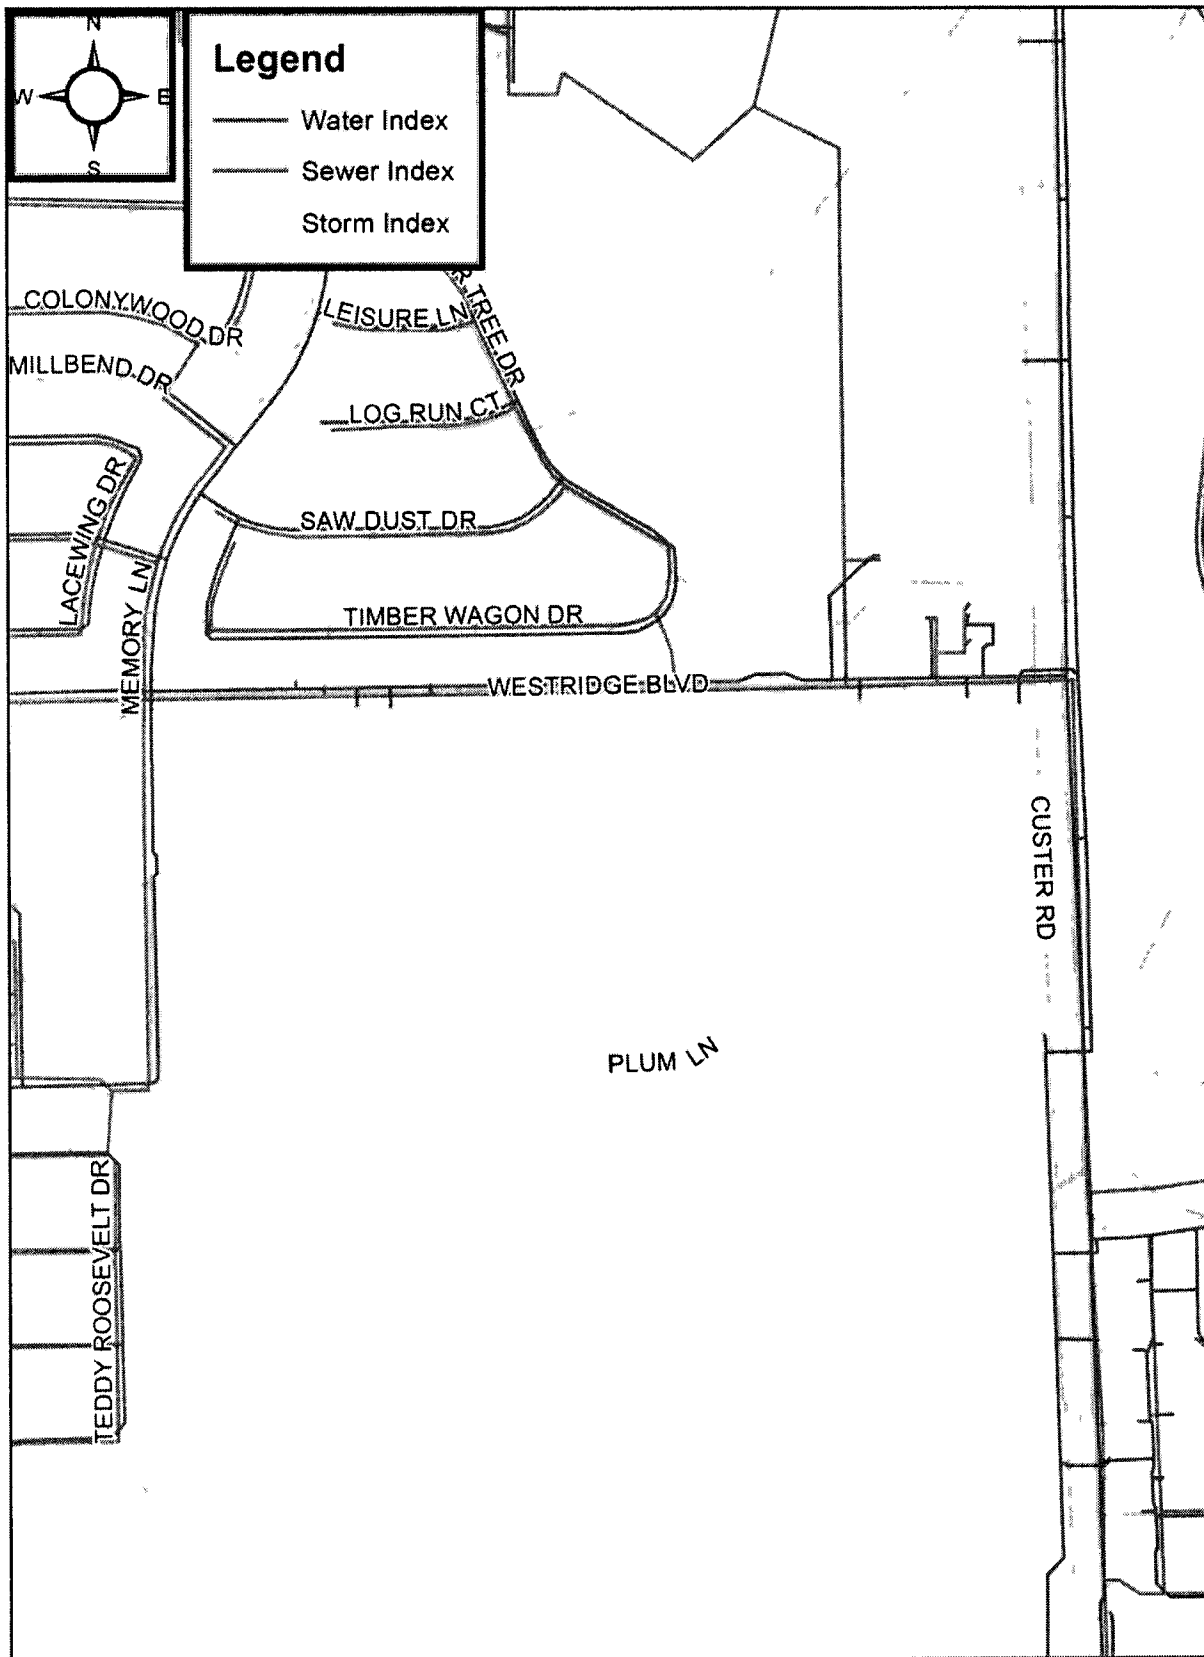 N
W E
S
Legend
Water Index
Sewer Index
Storm Index
COLONYWOOD DR
LEISURE LN
R TREE DR
MILLBEND DR
LOG RUN CT
LACEWING DR
SAW DUST DR
MEMORY LN
TIMBER WAGON DR
WESTRIDGE BLVD
CUSTER RD
PLUM LN
TEDDY ROOSEVELT DR